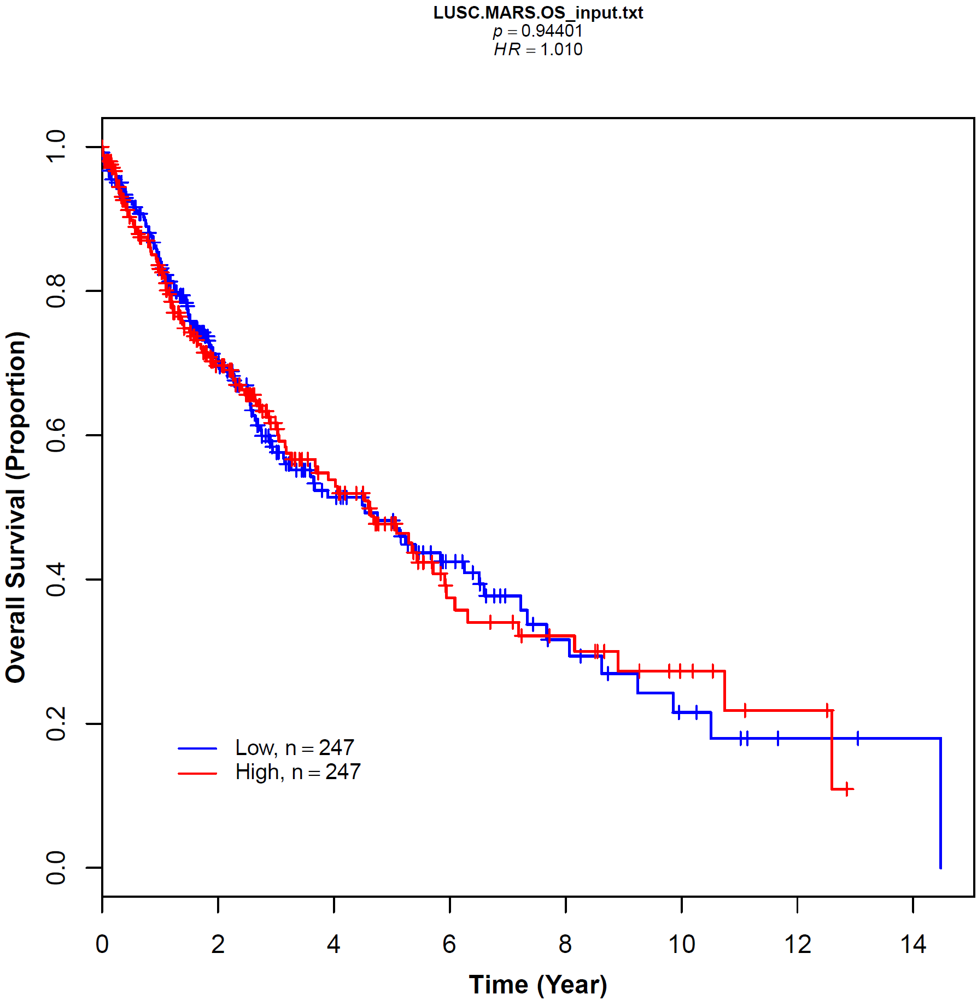 LUSC.MARS.OS_input.txt
p = 0.94401
HR = 1.010
Overall Survival (Proportion)
1.0
0.8
0.6
0.4
0.2
0.0
Low, n = 247
High, n = 247
0 2 4 6 8 10 12 14
Time (Year)